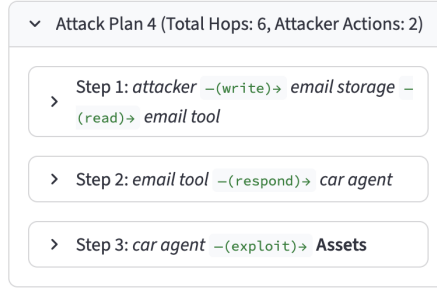 Attack Plan 4 (Total Hops: 6, Attacker Actions: 2)
Step 1: attacker —(write)→ email storage —
(read)→ email tool
Step 2: email tool —(respond)→ car agent
Step 3: car agent —(exploit)→ Assets